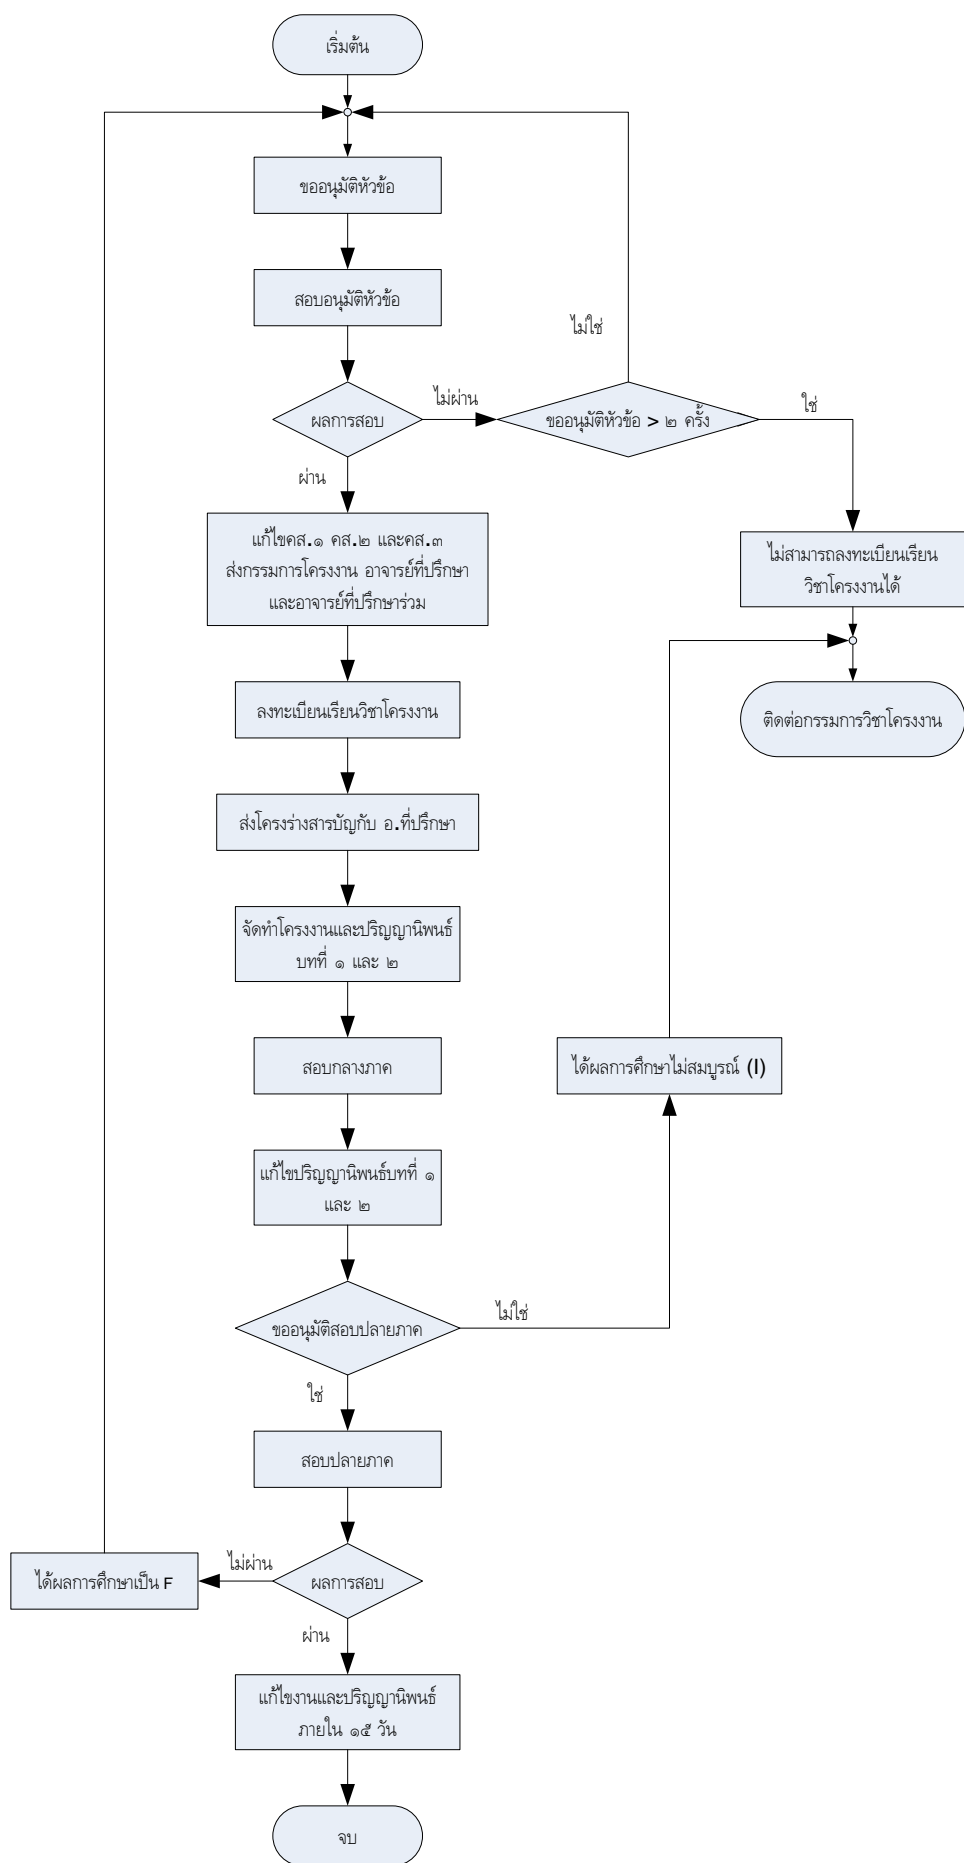 เริ่มต้น
ขออนุมัติหัวข้อ
สอบอนุมัติหัวข้อ
ไม่ใช่
ผลการสอบ
ไม่ผ่าน
ขออนุมัติหัวข้อ > ๒ ครั้ง
ใช่
ผ่าน
แก้ไขคส.๑ คส.๒ และคส.๓
ส่งกรรมการโครงงาน อาจารย์ที่ปรึกษา
และอาจารย์ที่ปรึกษาร่วม
ไม่สามารถลงทะเบียนเรียน
วิชาโครงงานได้
ลงทะเบียนเรียนวิชาโครงงาน
ติดต่อกรรมการวิชาโครงงาน
ส่งโครงร่างสารบัญกับ อ.ที่ปรึกษา
จัดทำโครงงานและปริญญานิพนธ์
บทที่ ๑ และ ๒
สอบกลางภาค
ได้ผลการศึกษาไม่สมบูรณ์ (I)
แก้ไขปริญญานิพนธ์บทที่ ๑
และ ๒
ขออนุมัติสอบปลายภาค
ไม่ใช่
ใช่
สอบปลายภาค
ได้ผลการศึกษาเป็น F
ไม่ผ่าน
ผลการสอบ
ผ่าน
แก้ไขงานและปริญญานิพนธ์
ภายใน ๑๕ วัน
จบ